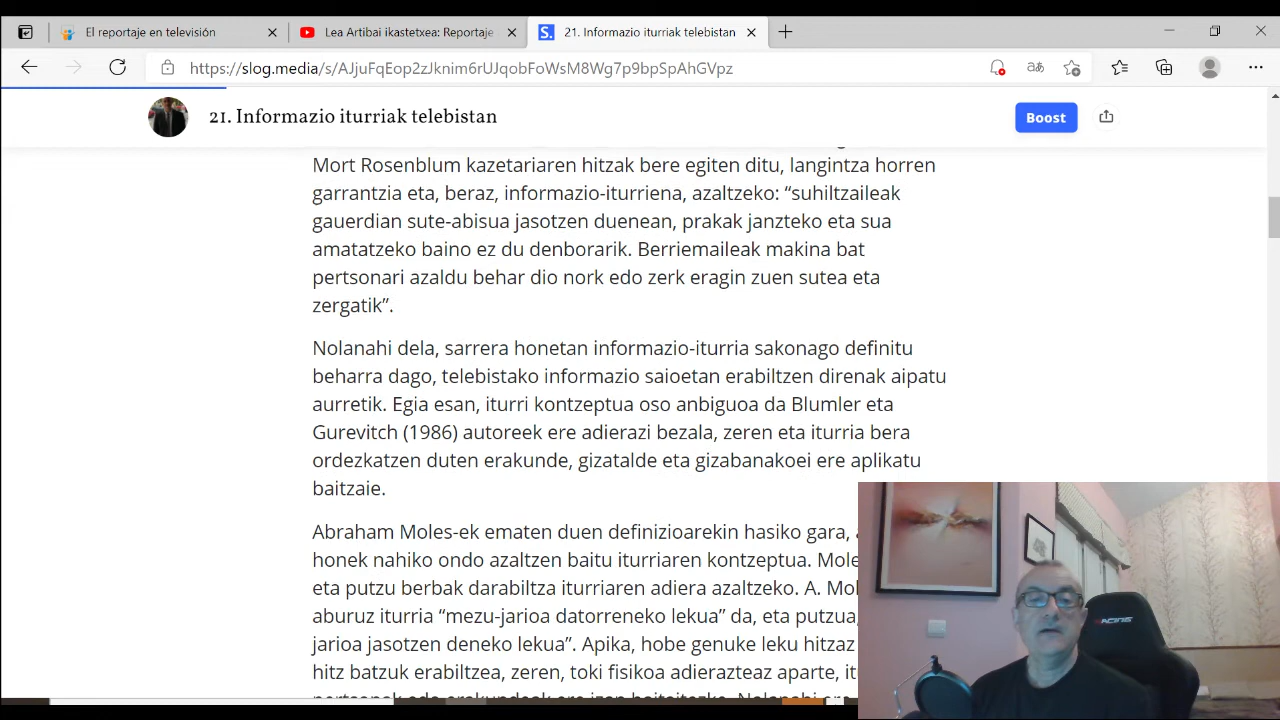 El reportaje en televisión
Lea Artibai ikastetxea: Reportaje
21. Informazio iturriak telebistan
https://slog.media/s/AJjuFqEop2zJknim6rUJqobFoWsM8Wg7p9bpSpAhGVpz
21. Informazio iturriak telebistan
Boost
Mort Rosenblum kazetariaren hitzak bere egiten ditu, langintza horren
garrantzia eta, beraz, informazio-iturriena, azaltzeko: “suhiltzaileak
gauerdian sute-abisua jasotzen duenean, prakak janzteko eta sua
amatatzeko baino ez du denborarik. Berriemaileak makina bat
pertsonari azaldu behar dio nork edo zerk eragin zuen sutea eta
zergatik”.
Nolanahi dela, sarrera honetan informazio-iturria sakonago definitu
beharra dago, telebistako informazio saioetan erabiltzen direnak aipatu
aurretik. Egia esan, iturri kontzeptua oso anbiguoa da Blumler eta
Gurevitch (1986) autoreek ere adierazi bezala, zeren eta iturria bera
ordezkatzen duten erakunde, gizatalde eta gizabanakoei ere aplikatu
baitzaie.
Abraham Moles-ek ematen duen definizioarekin hasiko gara,
honek nahiko ondo azaltzen baitu iturriaren kontzeptua.
eta putzu berbak darabiltza iturriaren adiera azaltzeko. A.
aburuz iturria “mezu-jarioa datorreneko lekua” da, eta putzua,
jarioa jasotzen deneko lekua”. Apika, hobe genuke leku hitzaz
hitz batzuk erabiltzea, zeren, toki fisikoa adierazteaz aparte,